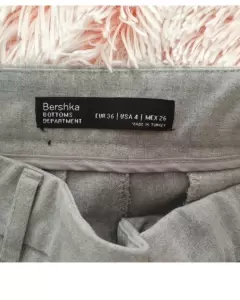 Bershka
BOTTOMS
DEPARTMENT
EUR 36 | USA 4 | MEX 26
MADE IN TURKEY